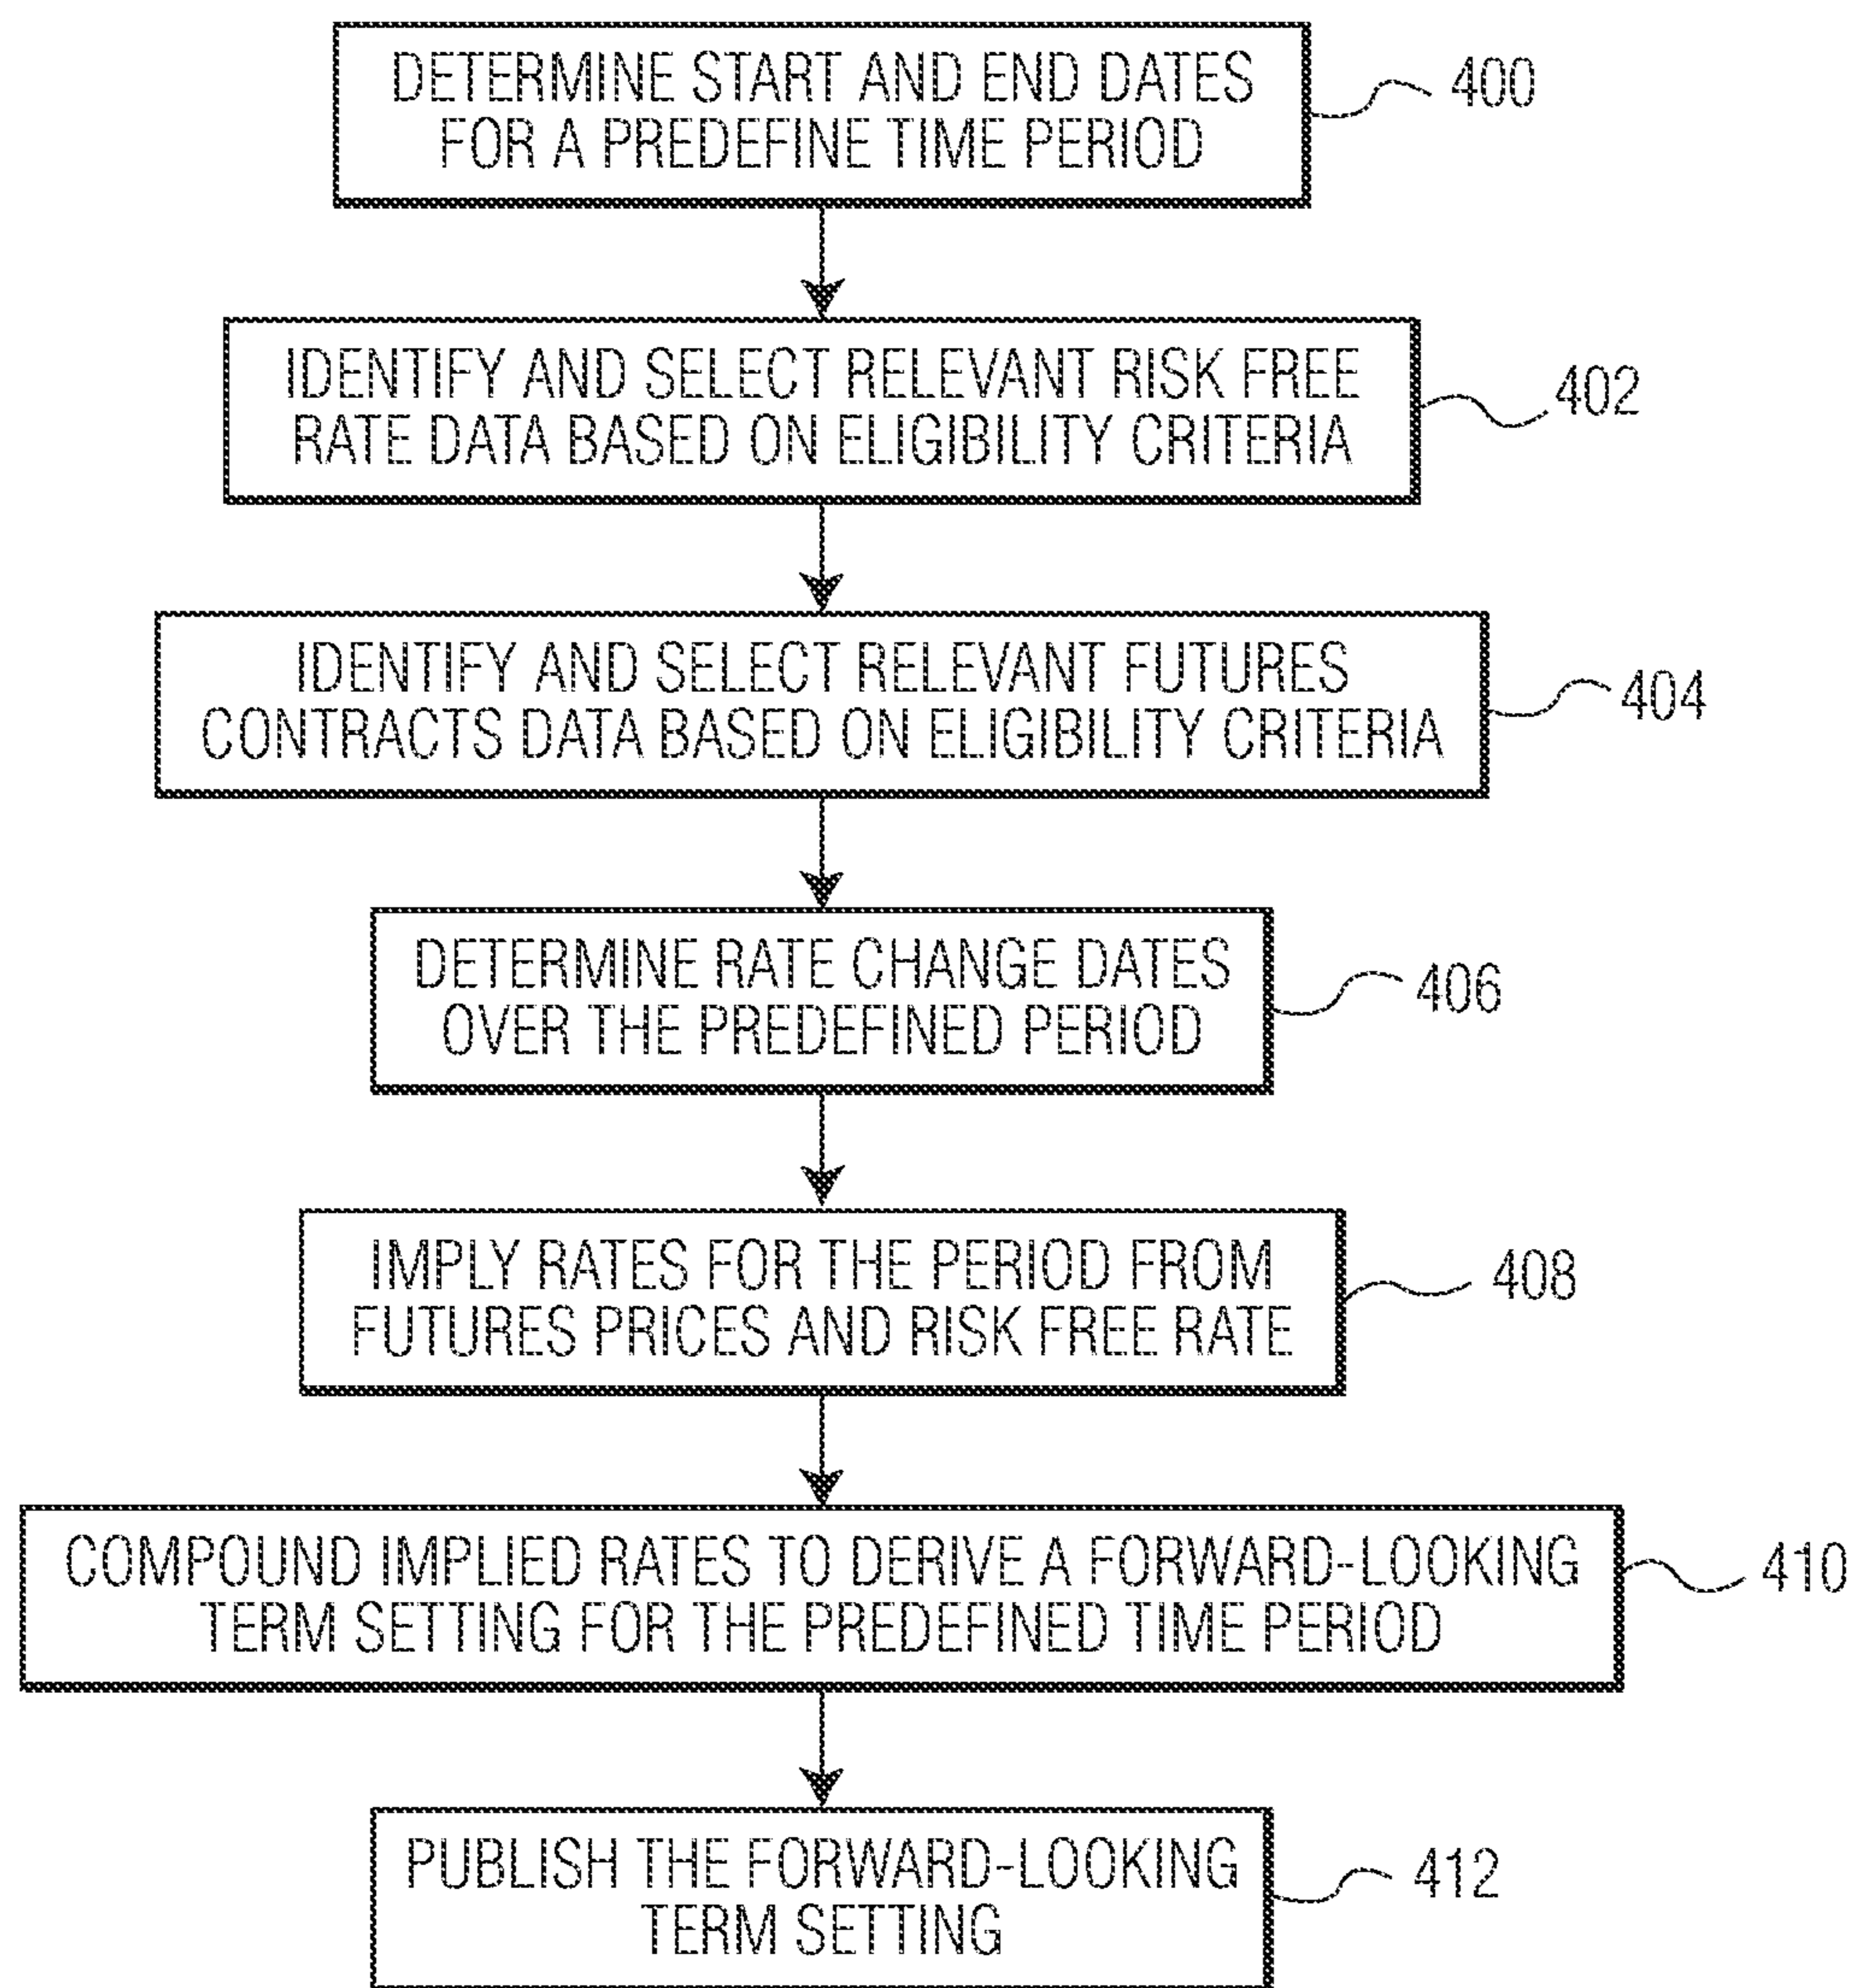 DETERMINE START AND END DATES
FOR A PREDEFINE TIME PERIOD
400
IDENTIFY AND SELECT RELEVANT RISK FREE
RATE DATA BASED ON ELIGIBILITY CRITERIA
402
IDENTIFY AND SELECT RELEVANT FUTURES
CONTRACTS DATA BASED ON ELIGIBILITY CRITERIA
404
DETERMINE RATE CHANGE DATES
OVER THE PREDEFINED PERIOD
406
IMPLY RATES FOR THE PERIOD FROM
FUTURES PRICES AND RISK FREE RATE
408
COMPOUND IMPLIED RATES TO DERIVE A FORWARD-LOOKING
TERM SETTING FOR THE PREDEFINED TIME PERIOD
410
PUBLISH THE FORWARD-LOOKING
TERM SETTING
412